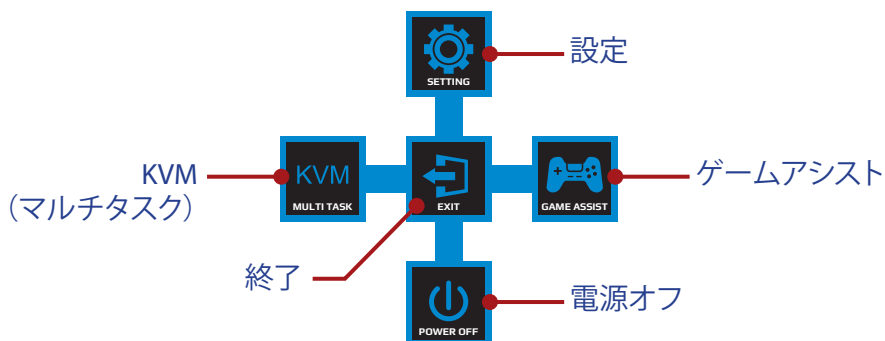 SETTING
設定
KVM
（マルチタスク）
KVM
MULTI TASK
EXIT
GAME ASSIST
ゲームアシスト
終了
POWER OFF
電源オフ